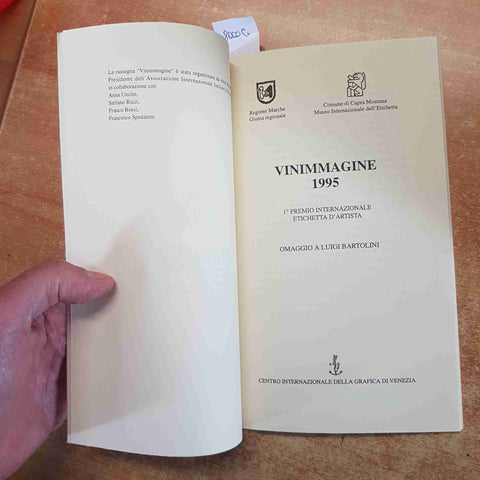 La rassegna "Vinimmagine" è stata organizzata da
Presidente dell'Associazione Internazionale
in collaborazione con
Anna Uncini,
Stefano Ricci,
Franco Rossi,
Francesco Spedaletti.
Regione Marche
Giunta regionale
Comune di Cupra Montana
Museo Internazionale dell'Etichetta
VINIMMAGINE
1995
1° PREMIO INTERNAZIONALE
ETICHETTA D'ARTISTA
OMAGGIO A LUIGI BARTOLINI
CENTRO INTERNAZIONALE DELLA GRAFICA DI VENEZIA